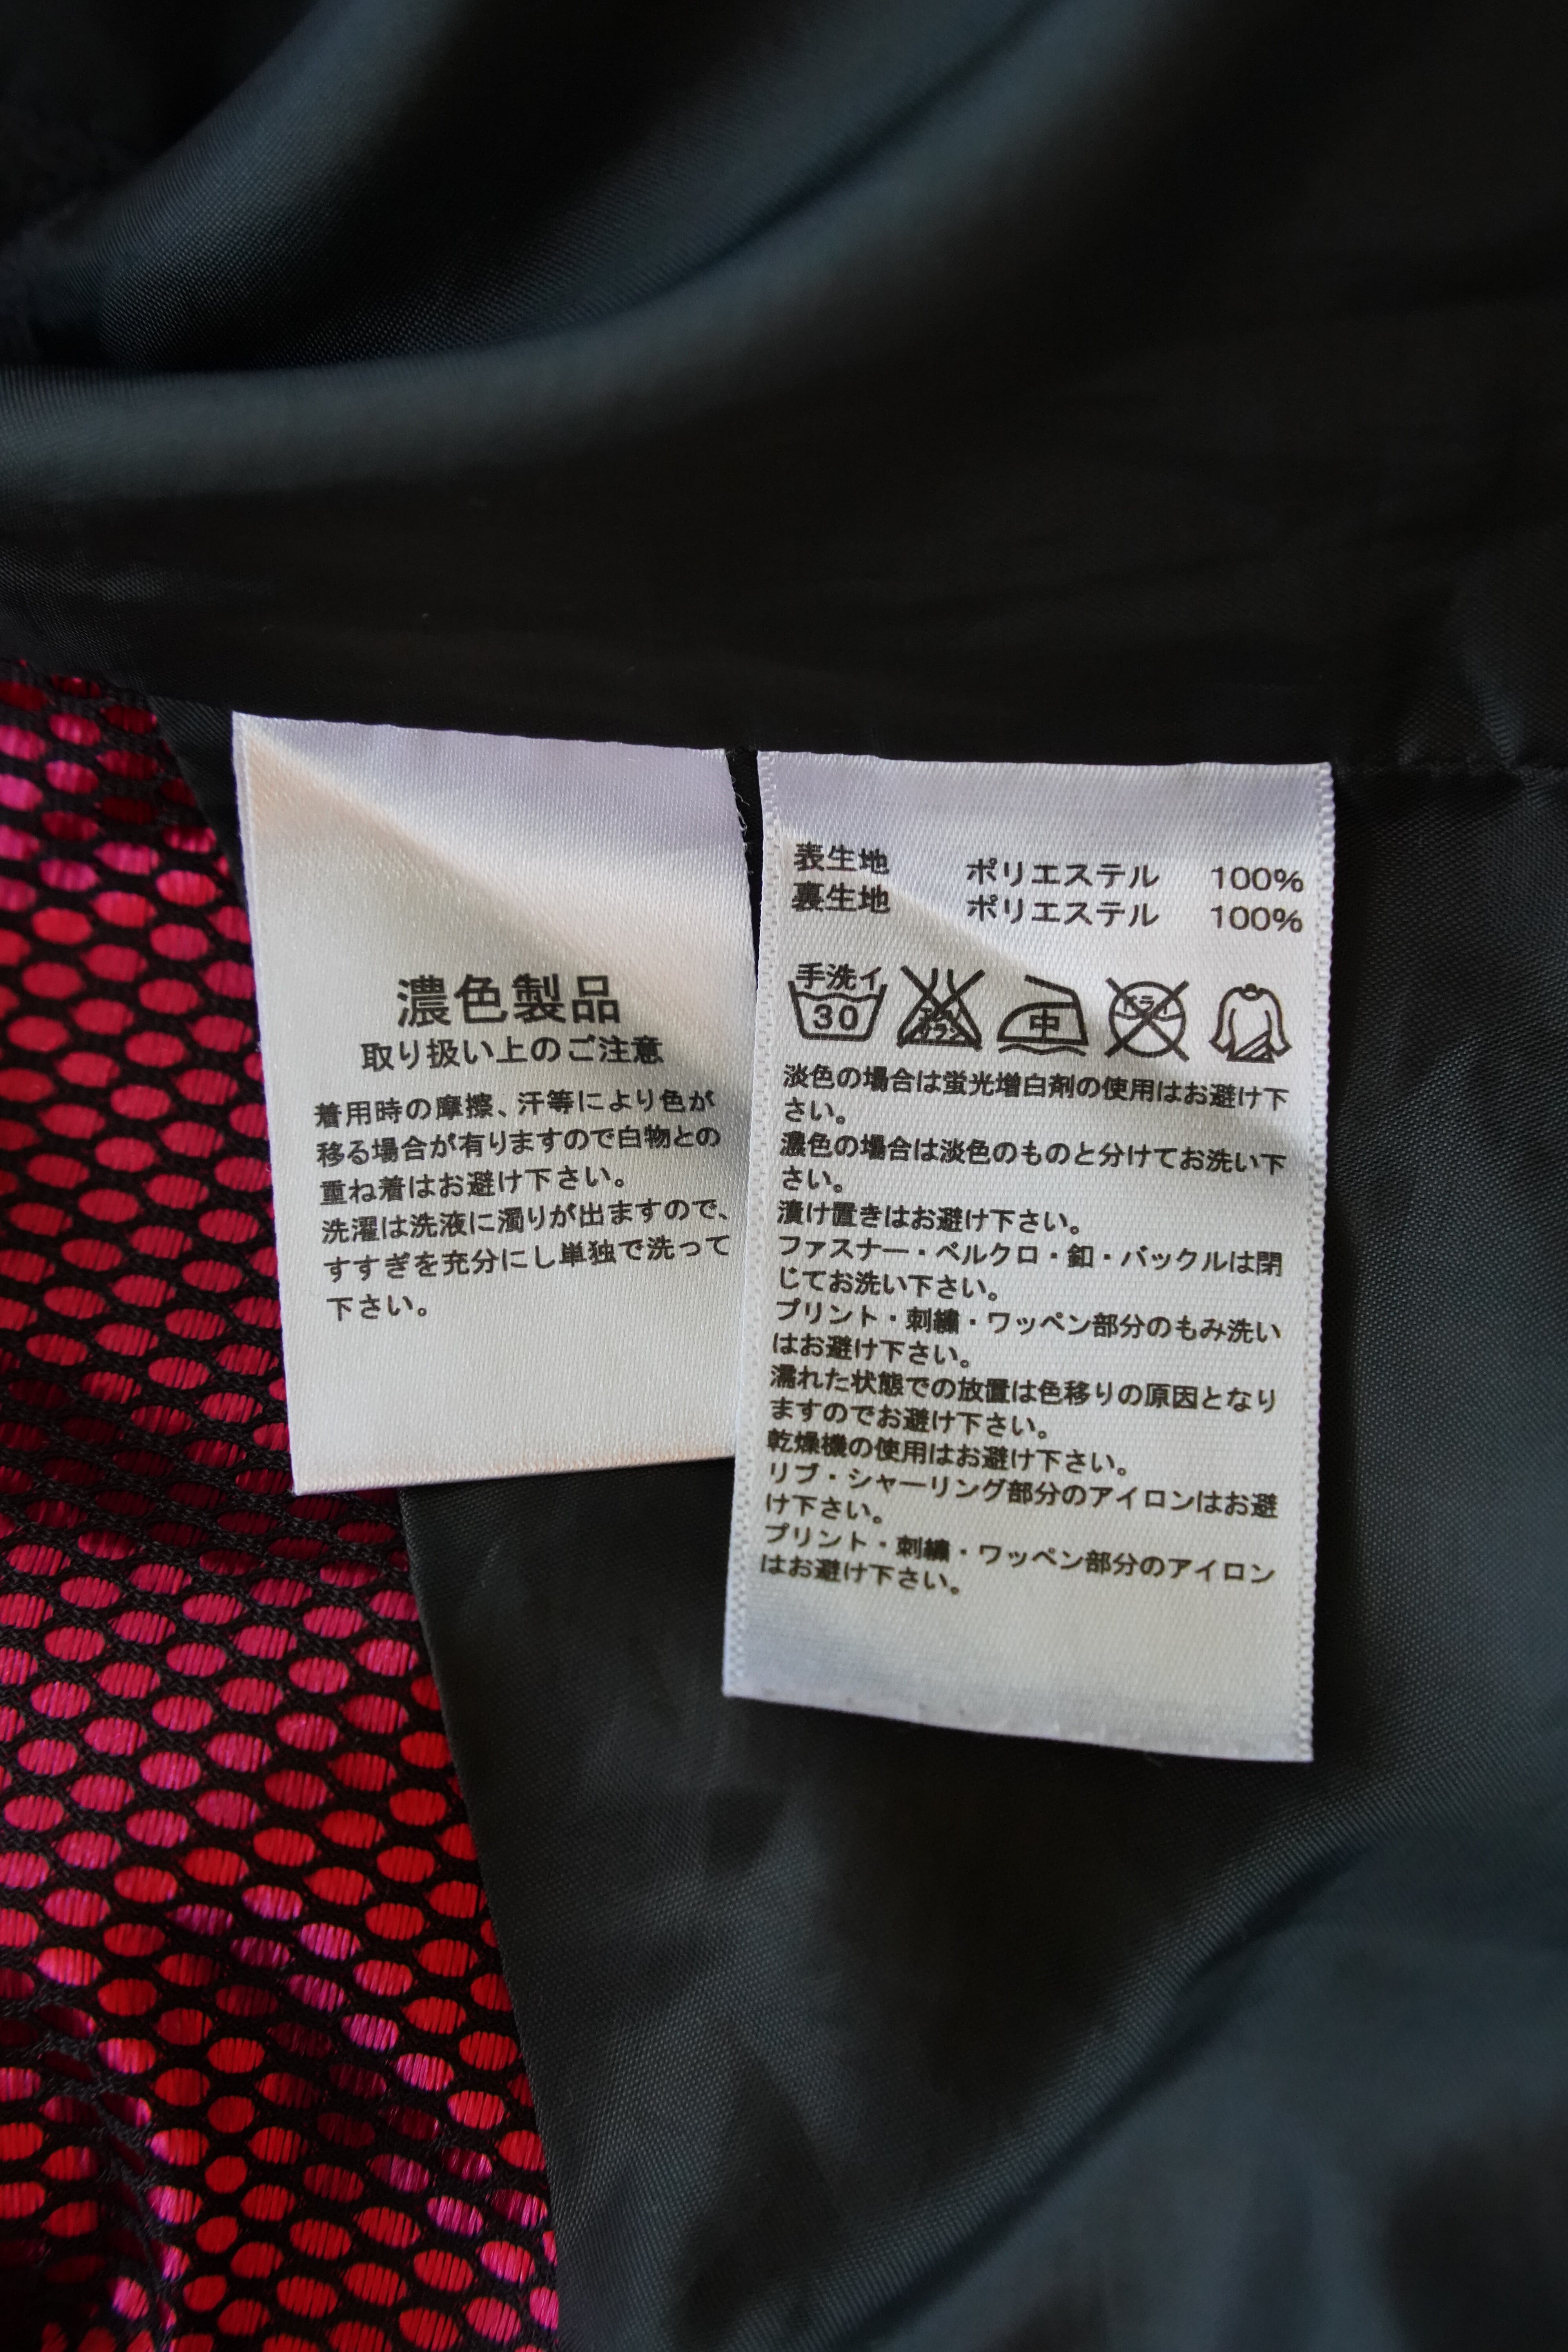 濃色製品
取り扱い上のご注意
着用時の摩擦、汗等により色が
移る場合が有りますので白物との
重ね着はお避け下さい。
洗濯は洗液に濁りが出ますので、
すすぎを充分にし単独で洗って
下さい。
表生地 ポリエステル 100%
裏生地 ポリエステル 100%
手洗イ
30
エンソ
サラシ
中
ドライ
淡色の場合は蛍光増白剤の使用はお避け下
さい。
濃色の場合は淡色のものと分けてお洗い下
さい。
漬け置きはお避け下さい。
ファスナー・ベルクロ・釦・バックルは閉
じてお洗い下さい。
プリント・刺繍・ワッペン部分のもみ洗い
はお避け下さい。
濡れた状態での放置は色移りの原因となり
ますのでお避け下さい。
乾燥機の使用はお避け下さい。
リブ・シャーリング部分のアイロンはお避
け下さい。
プリント・刺繍・ワッペン部分のアイロン
はお避け下さい。